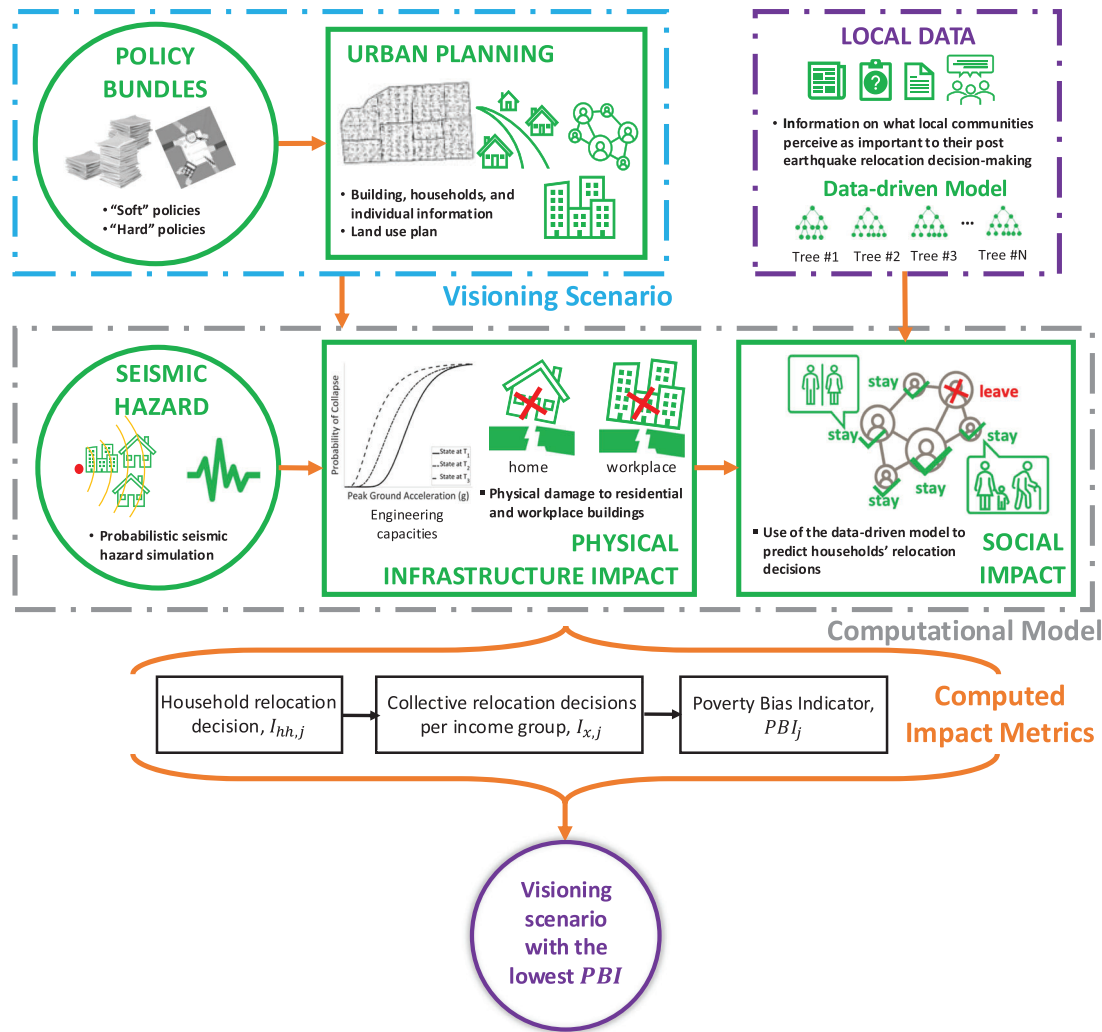 POLICY
BUNDLES
• “Soft” policies
• “Hard” policies
URBAN PLANNING
• Building, households, and
individual information
• Land use plan
Visioning Scenario
LOCAL DATA
?
• Information on what local communities
perceive as important to their post
earthquake relocation decision-making
Data-driven Model
...
Tree #1 Tree #2 Tree #3 Tree #N
SEISMIC
HAZARD
• Probabilistic seismic
hazard simulation
Probability of Collapse
State at T1
State at T2
State at T3
Peak Ground Acceleration (g)
Engineering
capacities
home
workplace
▪ Physical damage to residential
and workplace buildings
PHYSICAL
INFRASTRUCTURE IMPACT
stay
leave
stay
stay
stay
stay
▪ Use of the data-driven model to
predict households’ relocation
decisions
SOCIAL
IMPACT
Computational Model
Household relocation
decision, I_hh,j
Collective relocation decisions
per income group, I_x,j
Poverty Bias Indicator,
PBI_j
Computed
Impact Metrics
Visioning
scenario
with the
lowest PBI